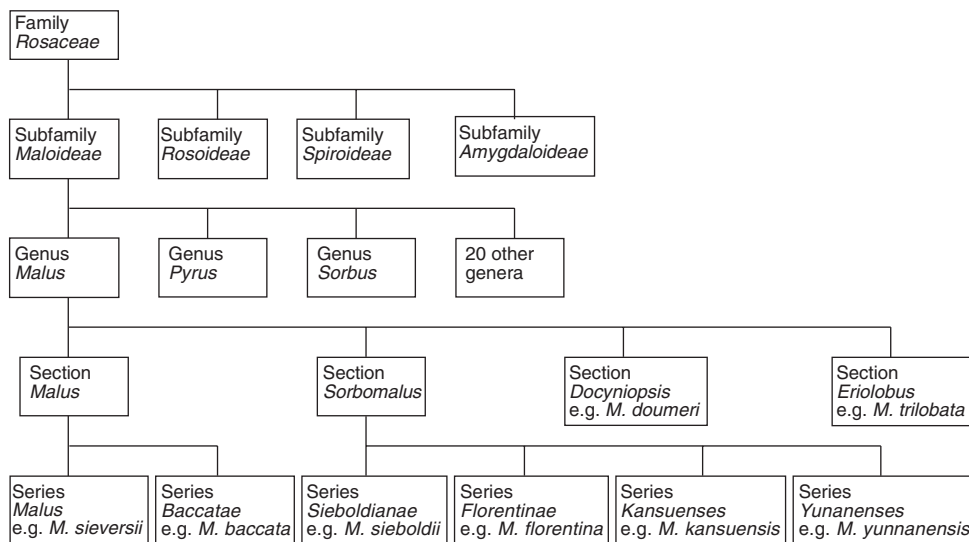 Family
Rosaceae
Subfamily
Maloideae
Subfamily
Rosoideae
Subfamily
Spiroideae
Subfamily
Amygdaloideae
Genus
Malus
Genus
Pyrus
Genus
Sorbus
20 other
genera
Section
Malus
Section
Sorbomalus
Section
Docyniopsis
e.g. M. doumeri
Section
Eriolobus
e.g. M. trilobata
Series
Malus
e.g. M. sieversii
Series
Baccatae
e.g. M. baccata
Series
Sieboldianae
e.g. M. sieboldii
Series
Florentinae
e.g. M. florentina
Series
Kansuenses
e.g. M. kansuensis
Series
Yunanenses
e.g. M. yunnanensis